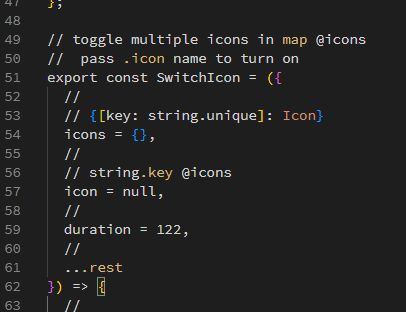 47 };
48
49 // toggle multiple icons in map @icons
50 //  pass .icon name to turn on
51 export const SwitchIcon = ({
52   //
53   // {[key: string.unique]: Icon}
54   icons = {},
55   //
56   // string.key @icons
57   icon = null,
58   //
59   duration = 122,
60   //
61   ...rest
62 }) => {
63   //